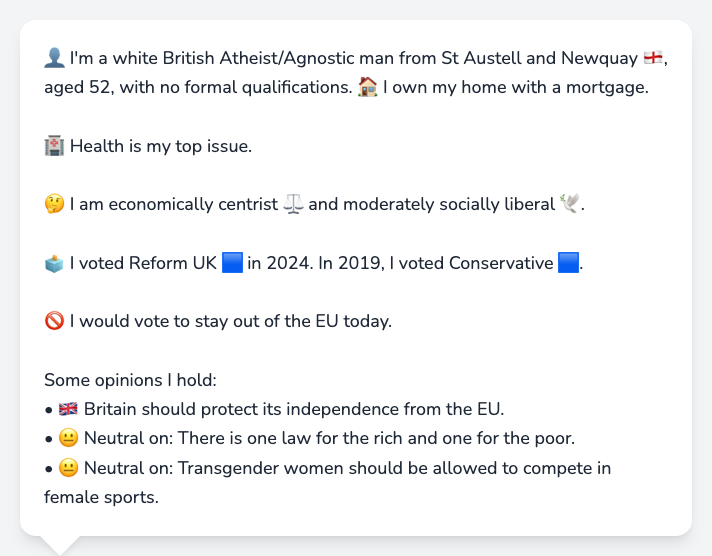 👤 I'm a white British Atheist/Agnostic man from St Austell and Newquay 🏴󠁧󠁢󠁥󠁮󠁧󠁿,
aged 52, with no formal qualifications. 🏠 I own my home with a mortgage.
🏥 Health is my top issue.
🤔 I am economically centrist ⚖️ and moderately socially liberal 🕊️.
🗳️ I voted Reform UK 🟦 in 2024. In 2019, I voted Conservative 🟦.
🚫 I would vote to stay out of the EU today.
Some opinions I hold:
• 🇬🇧 Britain should protect its independence from the EU.
• 😐 Neutral on: There is one law for the rich and one for the poor.
• 😐 Neutral on: Transgender women should be allowed to compete in
female sports.